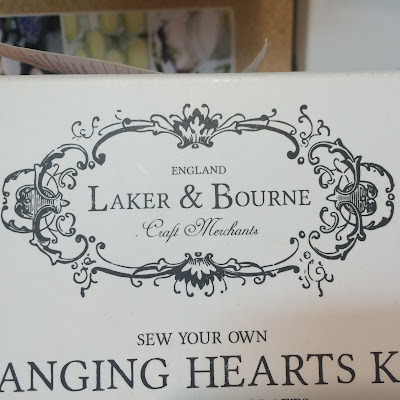 ENGLAND
LAKER & BOURNE
Craft Merchants
SEW YOUR OWN
ANGING HEARTS K